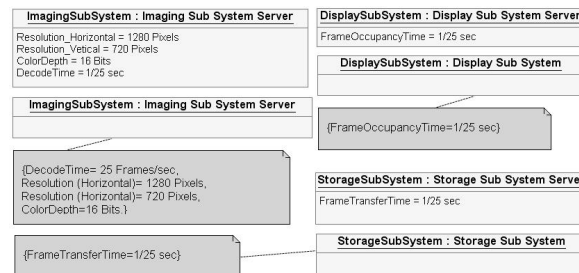 ImagingSubSystem : Imaging Sub System Server
Resolution_Horizontal = 1280 Pixels
Resolution_Vetical = 720 Pixels
ColorDepth = 16 Bits
DecodeTime = 1/25 sec
ImagingSubSystem : Imaging Sub System Server
{DecodeTime= 25 Frames/sec,
Resolution (Horizontal)= 1280 Pixels,
Resolution (Horizontal)= 720 Pixels,
ColorDepth=16 Bits.}
{FrameTransferTime=1/25 sec}
DisplaySubSystem : Display Sub System Server
FrameOccupancyTime = 1/25 sec
DisplaySubSystem : Display Sub System
{FrameOccupancyTime=1/25 sec}
StorageSubSystem : Storage Sub System Server
FrameTransferTime = 1/25 sec
StorageSubSystem : Storage Sub System